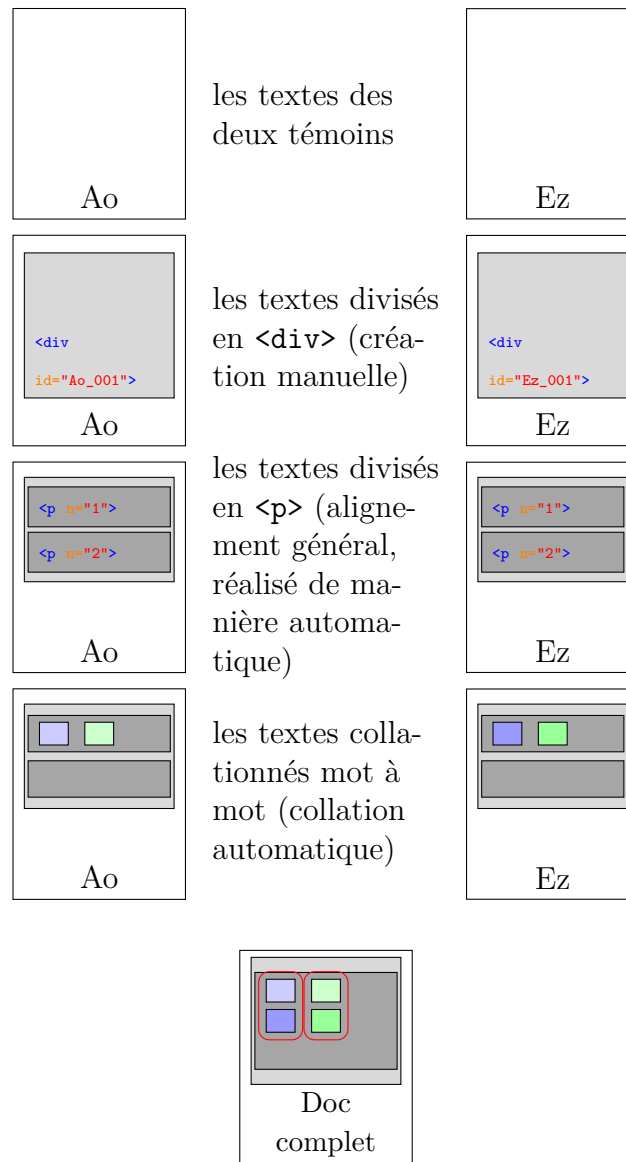 les textes des
deux témoins
Ao
Ez
les textes divisés
en <div> (créa-
tion manuelle)
<div
id="Ao_001">
Ao
<div
id="Ez_001">
Ez
les textes divisés
en <p> (aligne-
ment général,
réalisé de ma-
nière automa-
tique)
<p n="1">
<p n="2">
Ao
<p n="1">
<p n="2">
Ez
les textes colla-
tionnés mot à
mot (collation
automatique)
Ao
Ez
Doc
complet